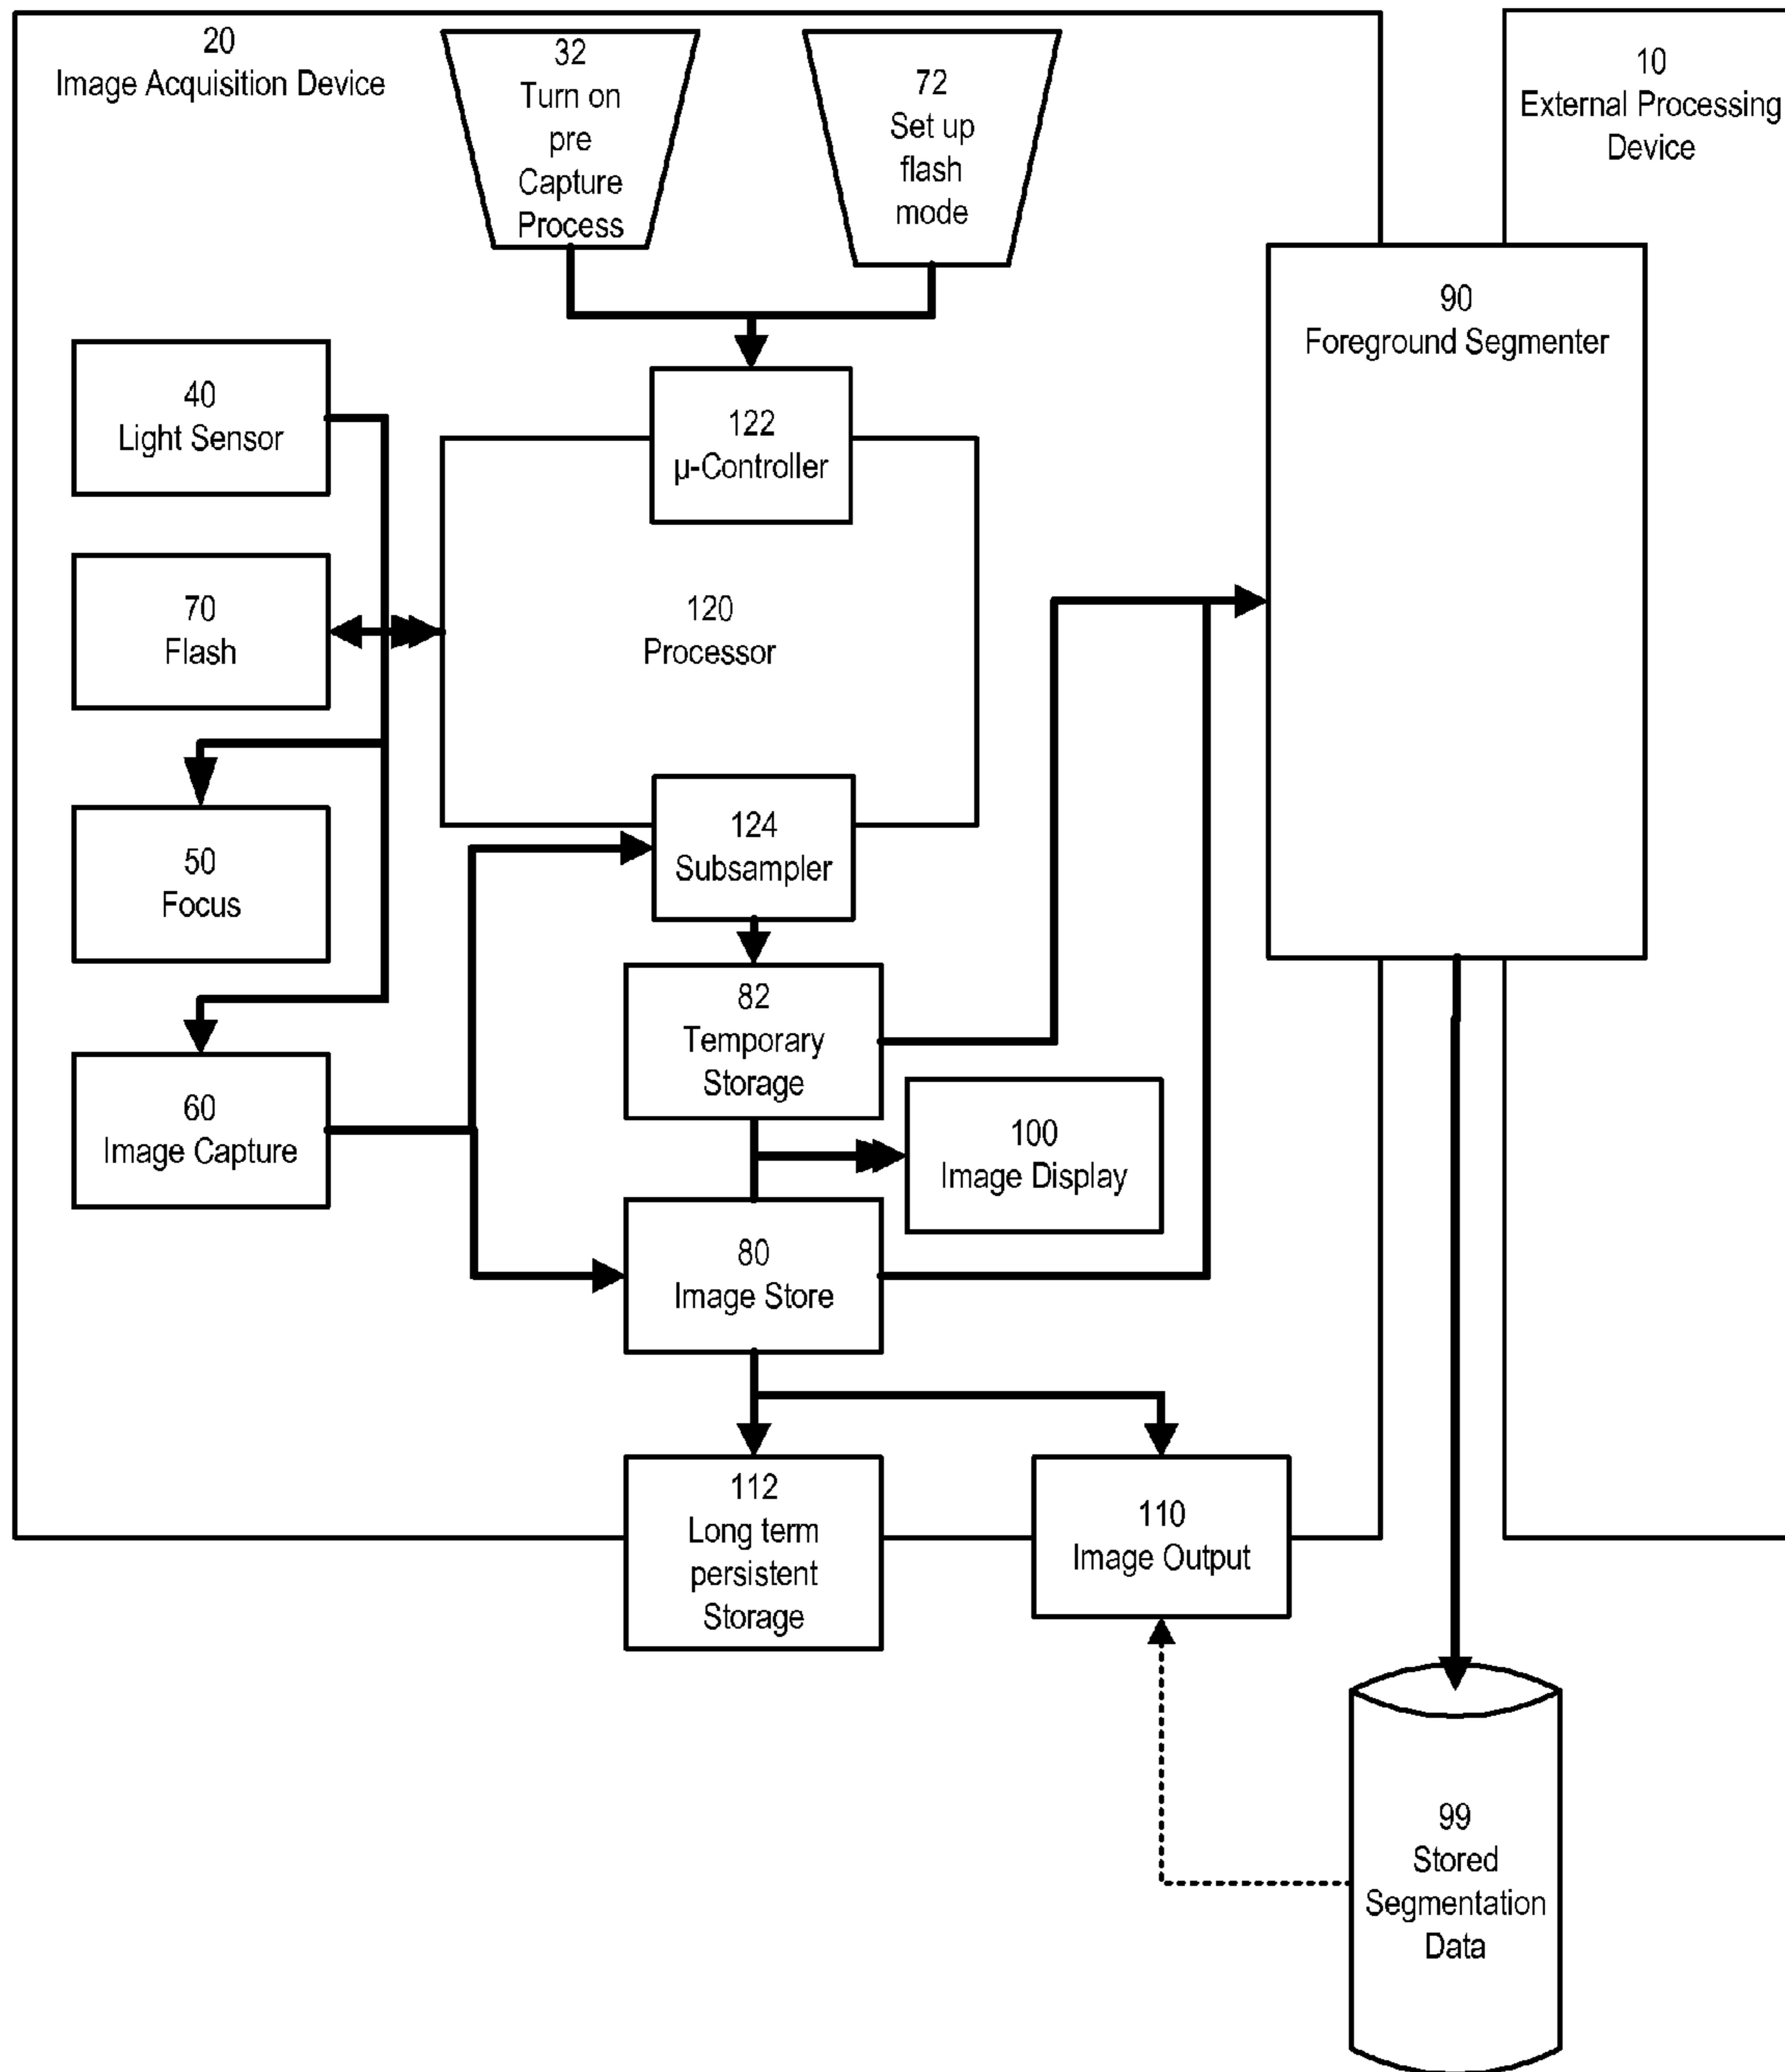 20
Image Acquisition Device
32
Turn on
pre
Capture
Process
72
Set up
flash
mode
10
External Processing
Device
90
Foreground Segmenter
40
Light Sensor
122
μ-Controller
70
Flash
120
Processor
50
Focus
124
Subsampler
82
Temporary
Storage
60
Image Capture
100
Image Display
80
Image Store
112
Long term
persistent
Storage
110
Image Output
99
Stored
Segmentation
Data